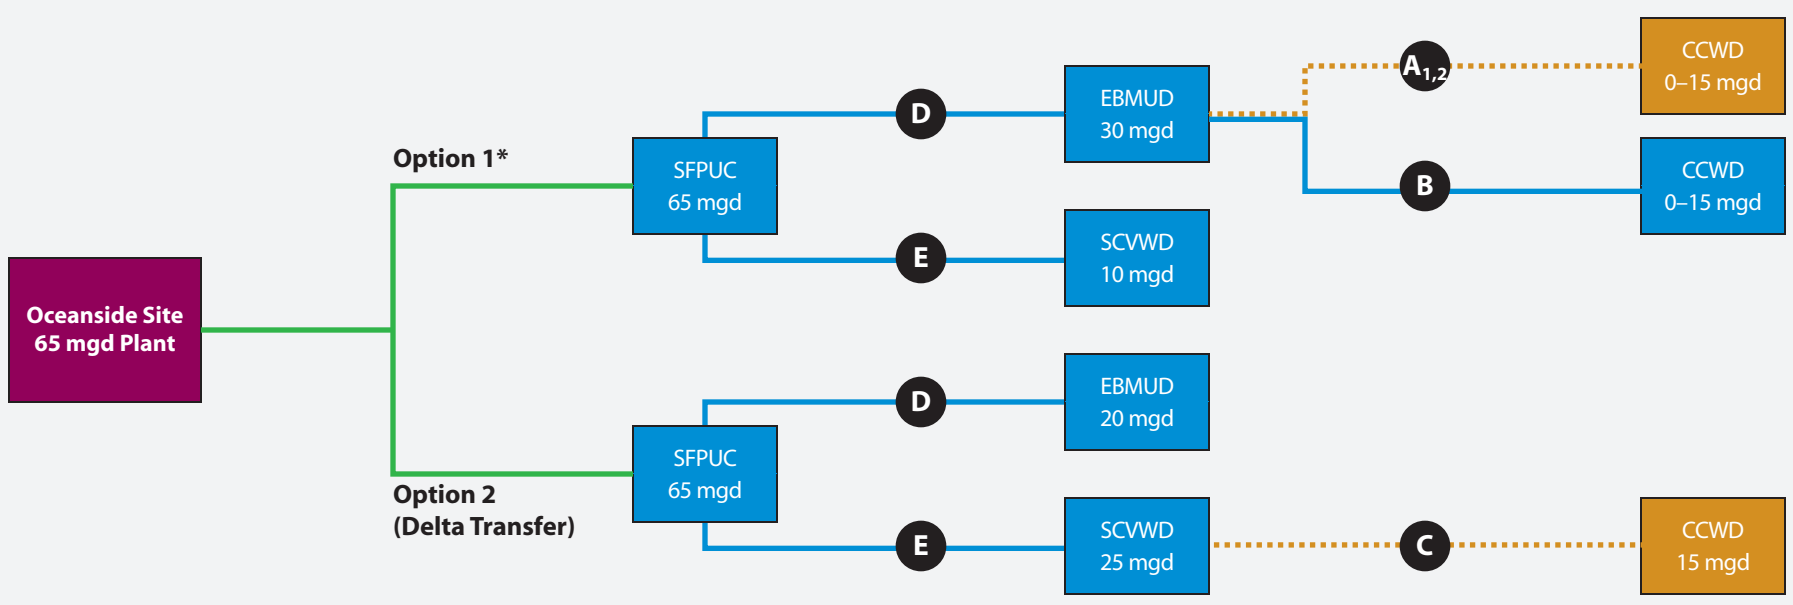 Oceanside Site
65 mgd Plant
Option 1*
SFPUC
65 mgd
D
EBMUD
30 mgd
A1,2
CCWD
0–15 mgd
B
CCWD
0–15 mgd
E
SCVWD
10 mgd
Option 2
(Delta Transfer)
SFPUC
65 mgd
D
EBMUD
20 mgd
E
SCVWD
25 mgd
C
CCWD
15 mgd